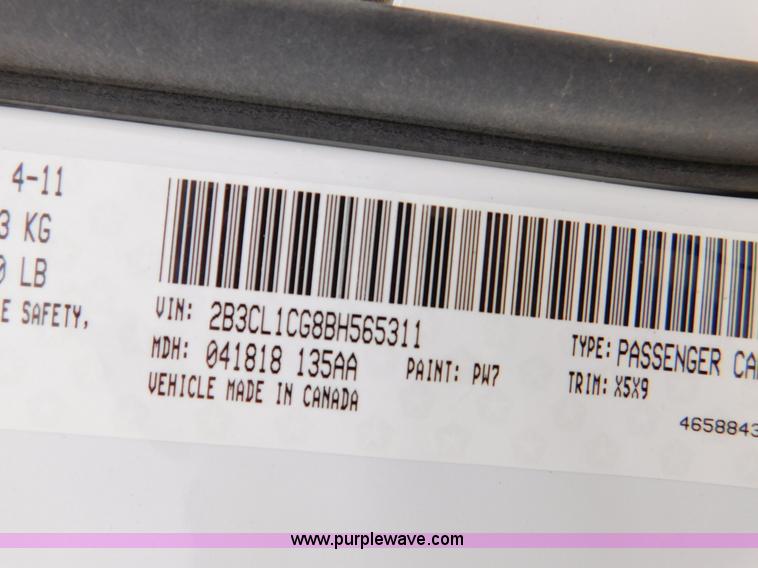 4-11
3 KG
0 LB
E SAFETY,
VIN: 2B3CL1CG8BH565311
MDH: 041818 135AA PAINT: PW7
VEHICLE MADE IN CANADA
TYPE: PASSENGER CA
TRIM: X5X9
4658843
www.purplewave.com